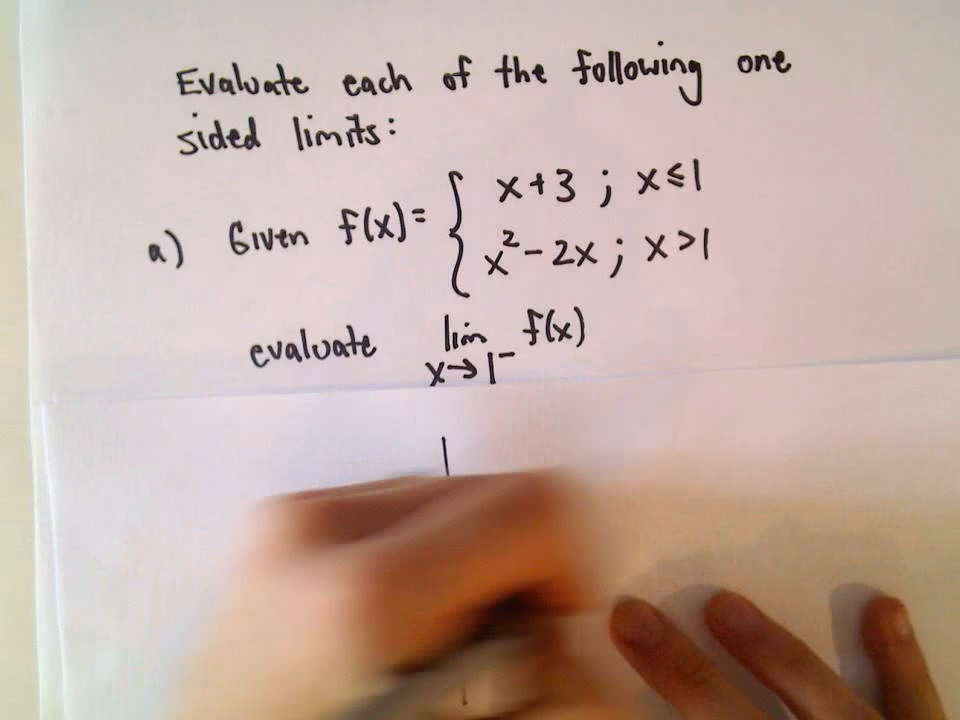 Evaluate each of the following one
sided limits:
a) Given f(x)= { x+3 ; x≤1
x²-2x ; x>1
evaluate lim f(x)
x→1⁻